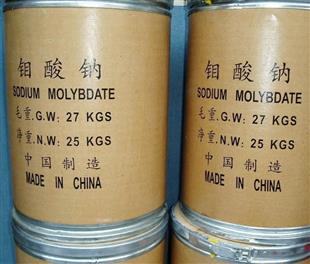 钼酸钠
SODIUM MOLYBDATE
毛重.G.W: 27 KGS
净重.N.W: 25 KGS
中国制造
MADE IN CHINA
钼酸钠
SODIUM MOLYBDATE
毛重.G.W: 27 KGS
净重.N.W: 25 KGS
中国制造
MADE IN CHINA